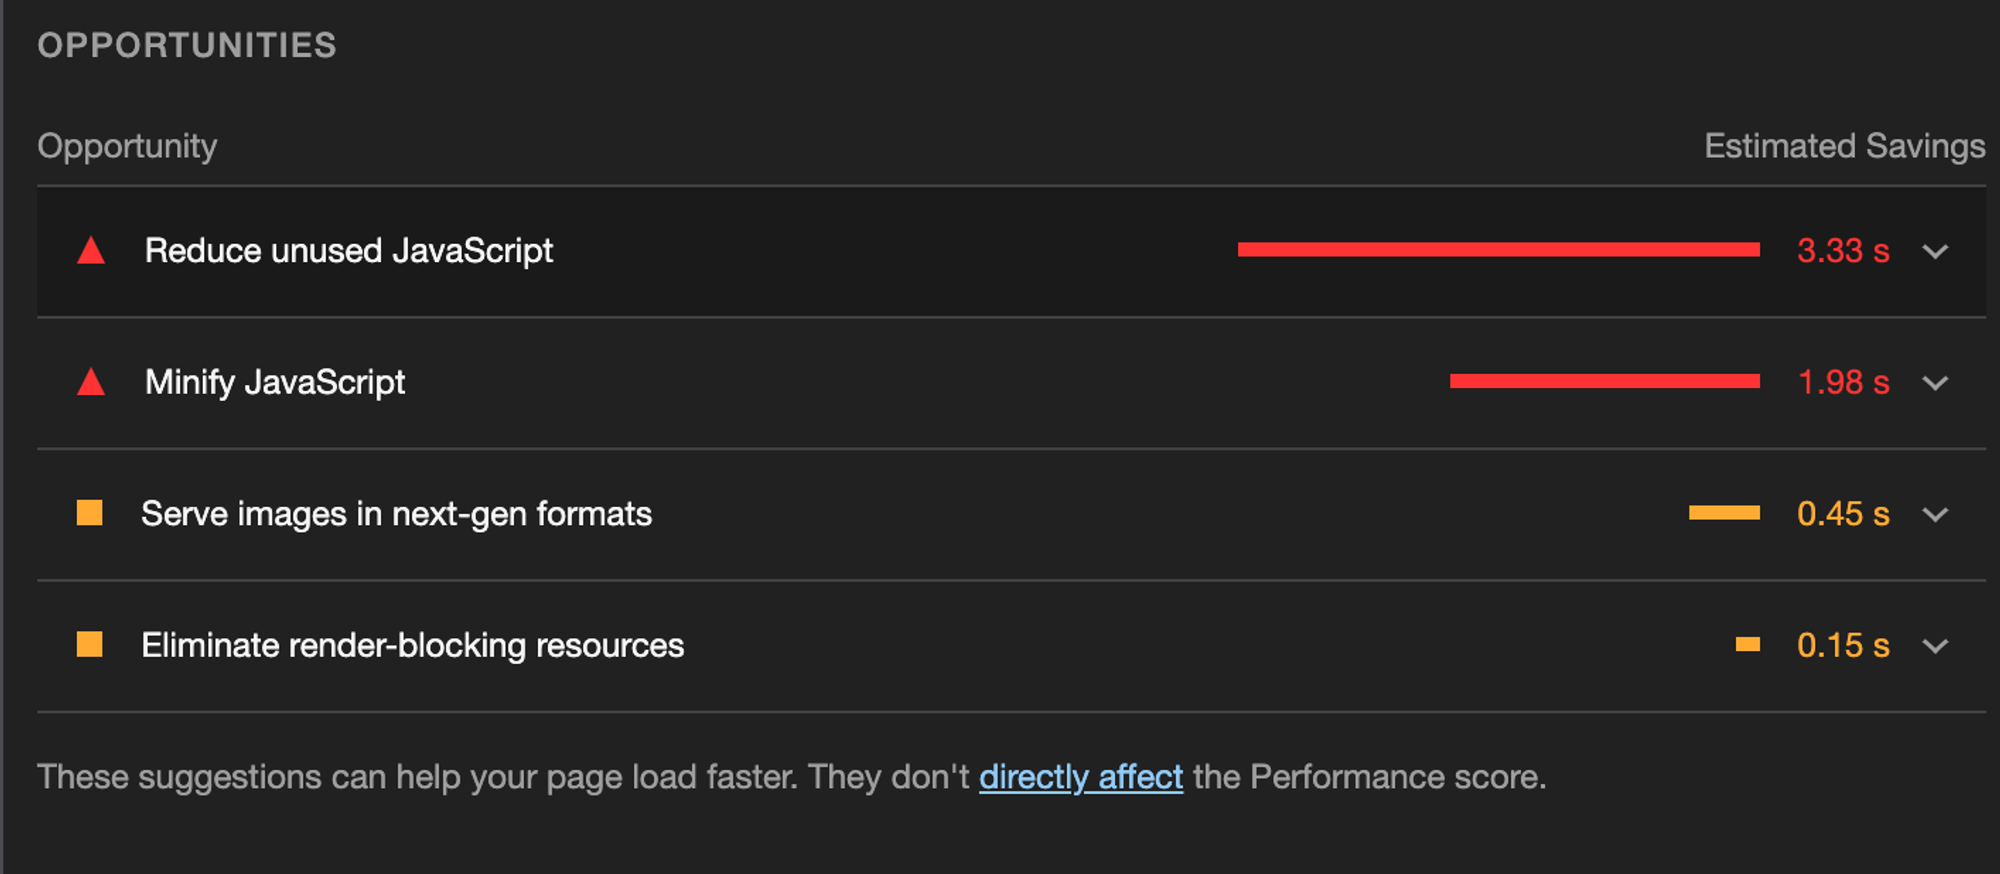 OPPORTUNITIES
Opportunity Estimated Savings
Reduce unused JavaScript 3.33 s
Minify JavaScript 1.98 s
Serve images in next-gen formats 0.45 s
Eliminate render-blocking resources 0.15 s
These suggestions can help your page load faster. They don't directly affect the Performance score.